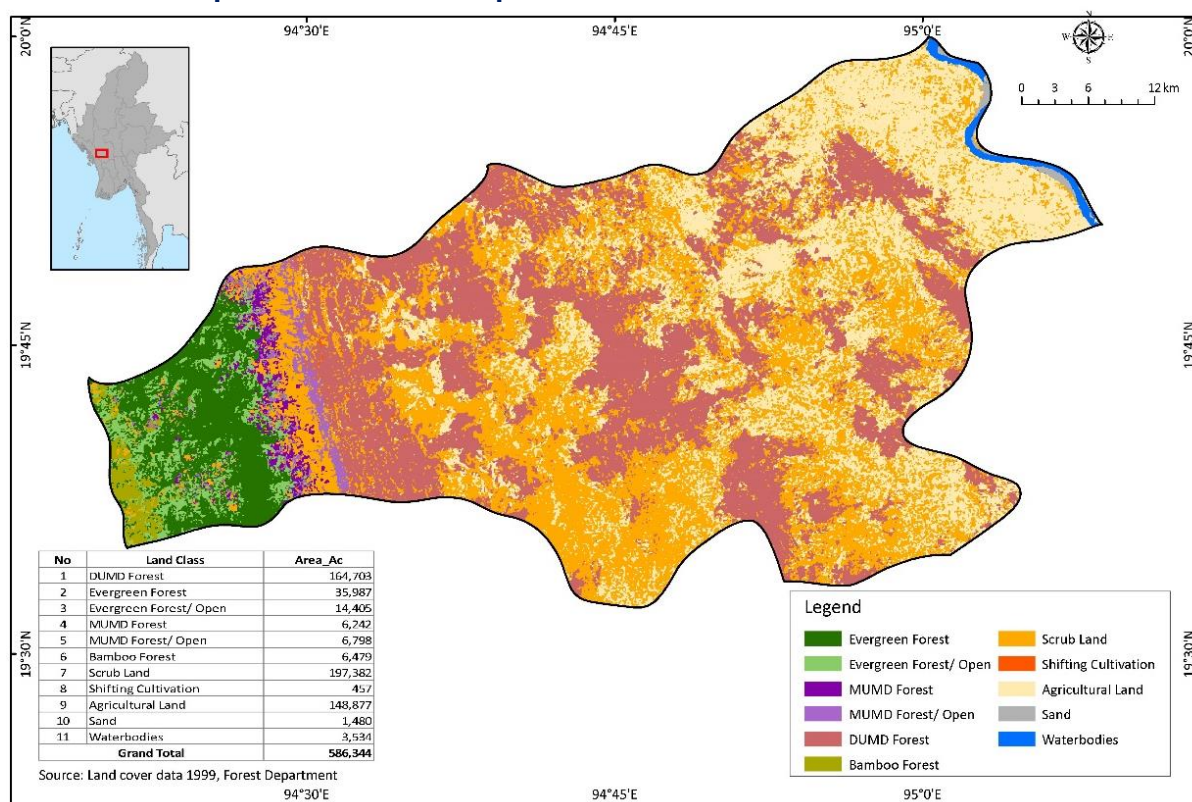 94°30'E 94°45'E 95°0'E
20°0'N 20°0'N
N
W E
S
0 3 6 12 km
19°45'N 19°45'N
No Land Class Area_Ac
1 DUMD Forest 164,703
2 Evergreen Forest 35,987
3 Evergreen Forest/ Open 14,405
4 MUMD Forest 6,242
5 MUMD Forest/ Open 6,798
6 Bamboo Forest 6,479
7 Scrub Land 197,382
8 Shifting Cultivation 457
9 Agricultural Land 148,877
10 Sand 1,480
11 Waterbodies 3,534
Grand Total 586,344
Source: Land cover data 1999, Forest Department
Legend
Evergreen Forest
Evergreen Forest/ Open
MUMD Forest
MUMD Forest/ Open
DUMD Forest
Bamboo Forest
Scrub Land
Shifting Cultivation
Agricultural Land
Sand
Waterbodies
19°30'N 19°30'N
94°30'E 94°45'E 95°0'E